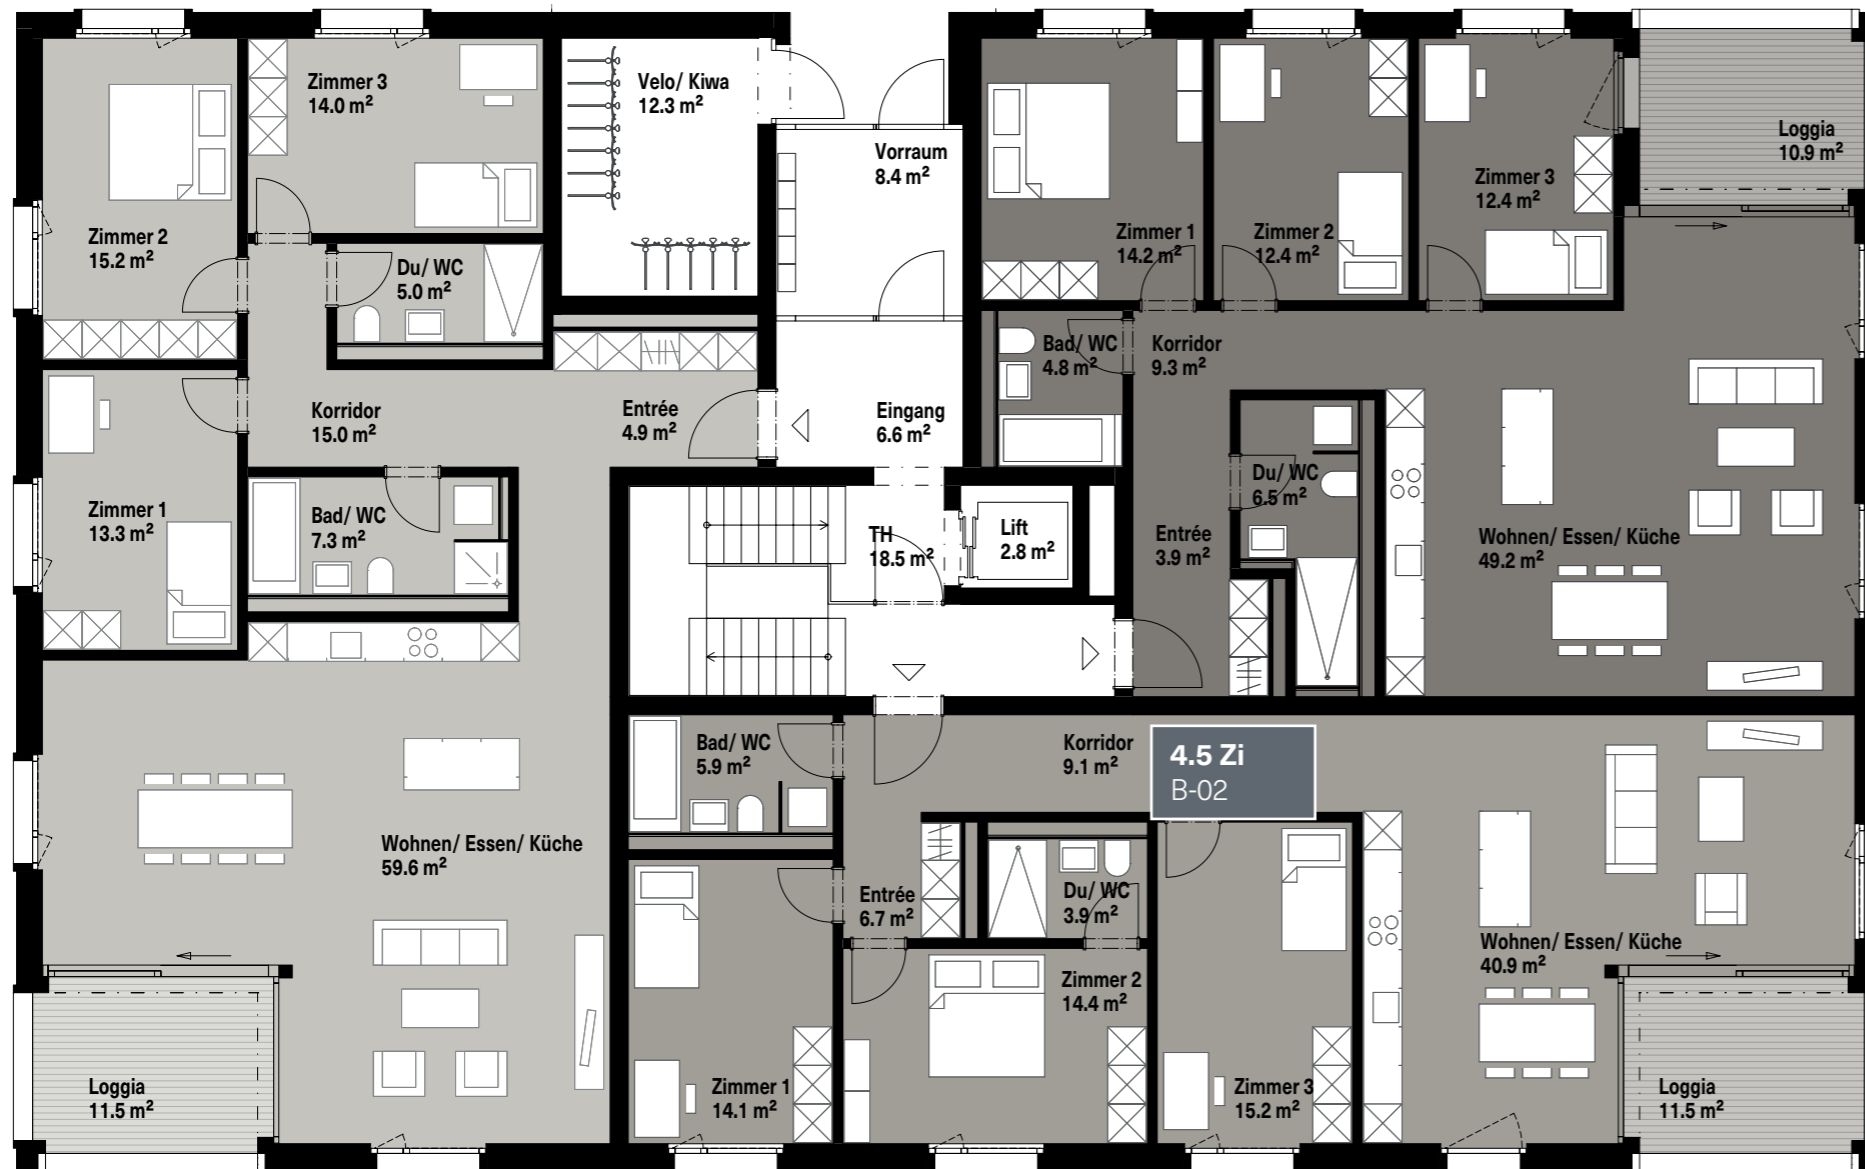 Zimmer 3
14.0 m²
Velo/ Kiwa
12.3 m²
Vorraum
8.4 m²
Loggia
10.9 m²
Zimmer 3
12.4 m²
Zimmer 2
15.2 m²
Zimmer 1
14.2 m²
Zimmer 2
12.4 m²
Du/ WC
5.0 m²
Bad/ WC
4.8 m²
Korridor
9.3 m²
Korridor
15.0 m²
Entrée
4.9 m²
Eingang
6.6 m²
Du/ WC
6.5 m²
Zimmer 1
13.3 m²
Bad/ WC
7.3 m²
TH
18.5 m²
Lift
2.8 m²
Entrée
3.9 m²
Wohnen/ Essen/ Küche
49.2 m²
Bad/ WC
5.9 m²
Korridor
9.1 m²
4.5 Zi
B-02
Wohnen/ Essen/ Küche
59.6 m²
Entrée
6.7 m²
Du/ WC
3.9 m²
Wohnen/ Essen/ Küche
40.9 m²
Zimmer 2
14.4 m²
Loggia
11.5 m²
Zimmer 1
14.1 m²
Zimmer 3
15.2 m²
Loggia
11.5 m²